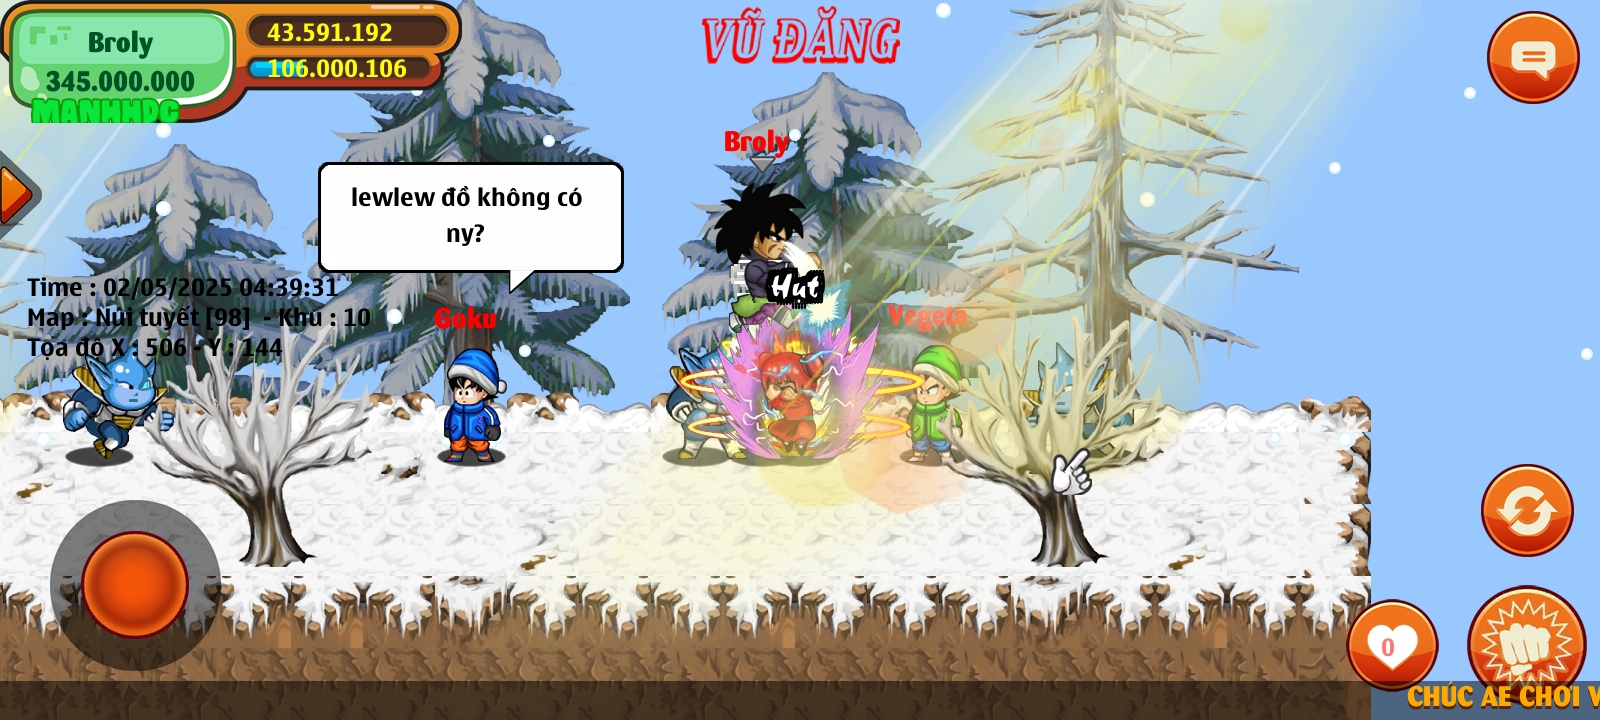 Broly
345.000.000
MANHHDC
43.591.192
106.000.106
VŨ ĐĂNG
Broly
lewlew đồ không có
ny?
Hụt
Time : 02/05/2025 04:39:31
Map : Núi tuyết [98]  - Khu : 10
Tọa độ X : 506 - Y : 144
Goku
Vegeta
0
CHÚC AE CHƠI V